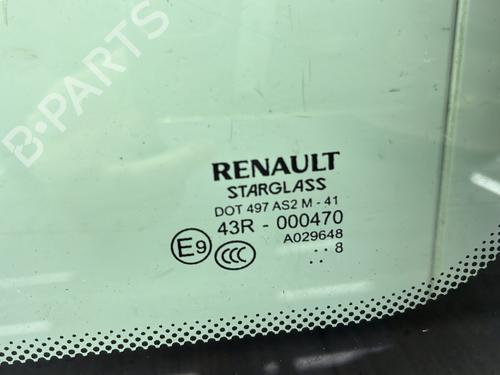 B-PARTS
RENAULT
STARGLASS
DOT 497 AS2 M - 41
43R - 000470
A029648
E9 CCC .. 8